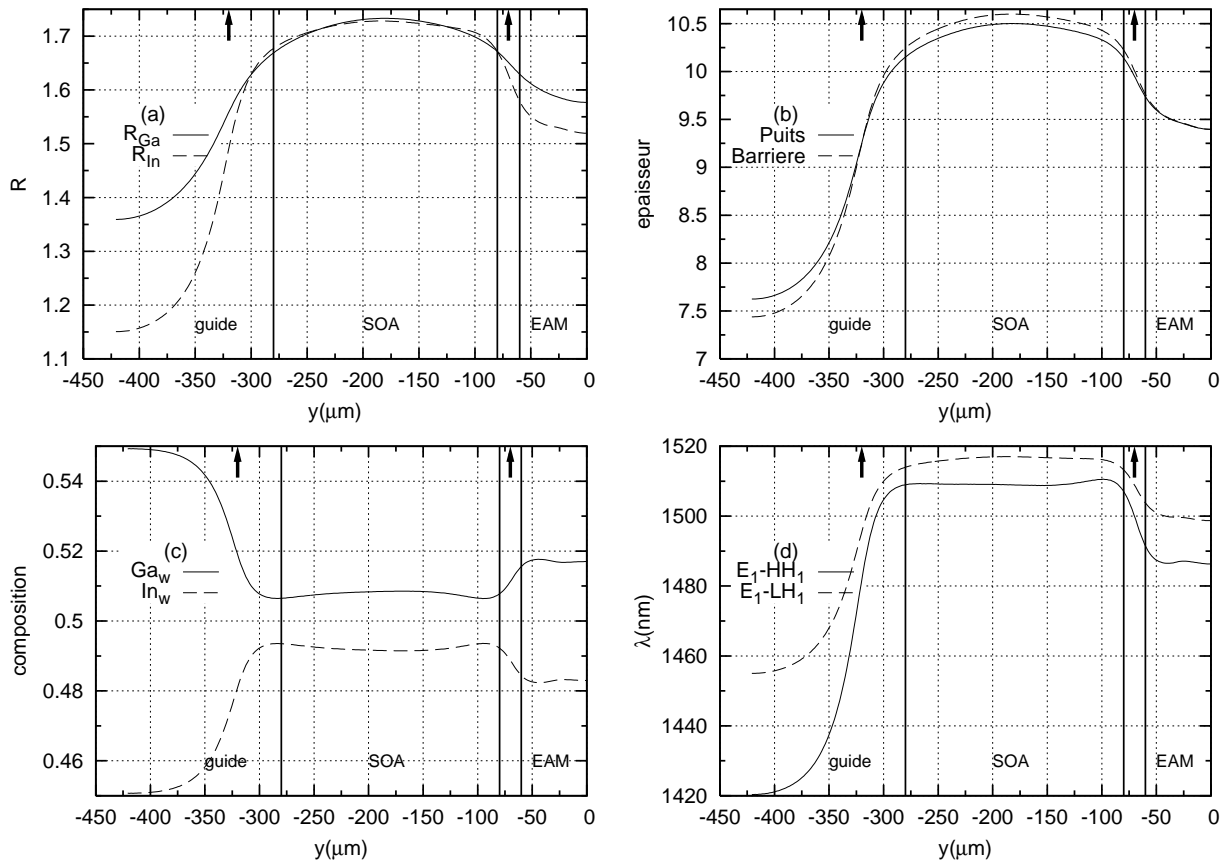 1.7
1.6
1.5
1.4
1.3
1.2
1.1
R
(a)
R_Ga
R_In
guide
SOA
EAM
-450 -400 -350 -300 -250 -200 -150 -100 -50 0
y(μm)
10.5
10
9.5
9
8.5
8
7.5
7
epaisseur
(b)
Puits
Barriere
guide
SOA
EAM
-450 -400 -350 -300 -250 -200 -150 -100 -50 0
y(μm)
0.54
0.52
0.5
0.48
0.46
composition
(c)
Ga_w
In_w
guide
SOA
EAM
-450 -400 -350 -300 -250 -200 -150 -100 -50 0
y(μm)
1520
1500
1480
1460
1440
1420
λ(nm)
(d)
E_1-HH_1
E_1-LH_1
guide
SOA
EAM
-450 -400 -350 -300 -250 -200 -150 -100 -50 0
y(μm)